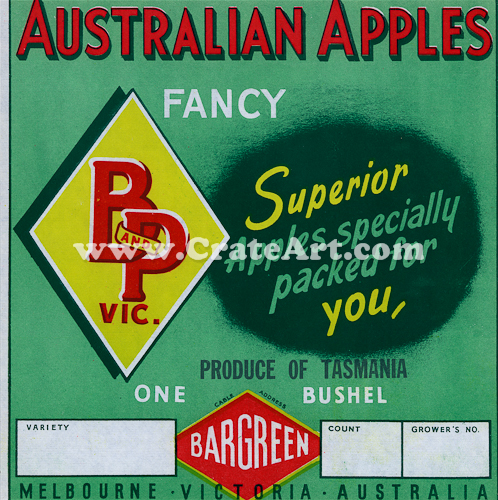 AUSTRALIAN APPLES
FANCY
B AND P
VIC.
Superior
Apples specially
packed for
you,
www.CrateArt.com
PRODUCE OF TASMANIA
ONE BUSHEL
CABLE ADDRESS
BARGREEN
VARIETY
COUNT
GROWER'S NO.
MELBOURNE · VICTORIA · AUSTRALIA